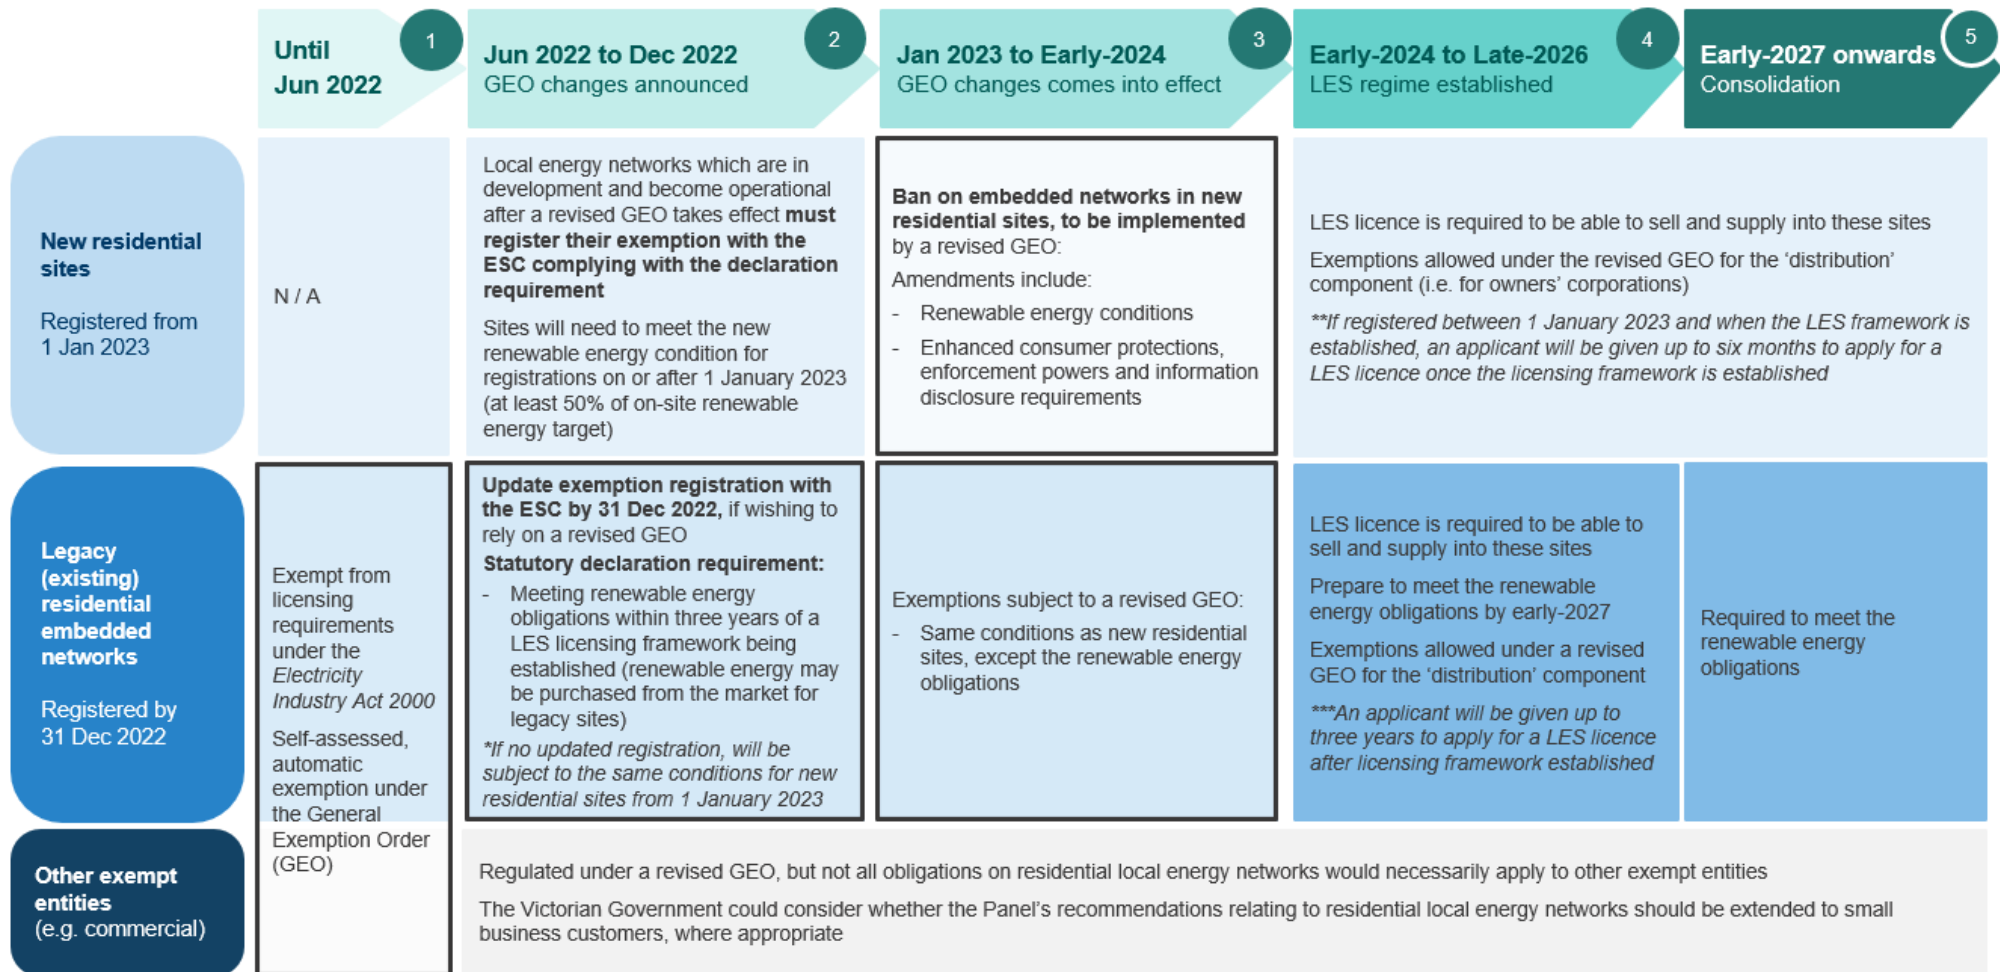 Until
Jun 2022
1
Jun 2022 to Dec 2022
GEO changes announced
2
Jan 2023 to Early-2024
GEO changes comes into effect
3
Early-2024 to Late-2026
LES regime established
4
Early-2027 onwards
Consolidation
5
New residential
sites
Registered from
1 Jan 2023
N / A
Local energy networks which are in
development and become operational
after a revised GEO takes effect must
register their exemption with the
ESC complying with the declaration
requirement
Sites will need to meet the new
renewable energy condition for
registrations on or after 1 January 2023
(at least 50% of on-site renewable
energy target)
Ban on embedded networks in new
residential sites, to be implemented
by a revised GEO:
Amendments include:
- Renewable energy conditions
- Enhanced consumer protections,
enforcement powers and information
disclosure requirements
LES licence is required to be able to sell and supply into these sites
Exemptions allowed under the revised GEO for the ‘distribution’
component (i.e. for owners’ corporations)
**If registered between 1 January 2023 and when the LES framework is
established, an applicant will be given up to six months to apply for a
LES licence once the licensing framework is established
Legacy
(existing)
residential
embedded
networks
Registered by
31 Dec 2022
Exempt from
licensing
requirements
under the
Electricity
Industry Act 2000
Self-assessed,
automatic
exemption under
the General
Exemption Order
(GEO)
Update exemption registration with
the ESC by 31 Dec 2022, if wishing to
rely on a revised GEO
Statutory declaration requirement:
- Meeting renewable energy
obligations within three years of a
LES licensing framework being
established (renewable energy may
be purchased from the market for
legacy sites)
*If no updated registration, will be
subject to the same conditions for new
residential sites from 1 January 2023
Exemptions subject to a revised GEO:
- Same conditions as new residential
sites, except the renewable energy
obligations
LES licence is required to be able to
sell and supply into these sites
Prepare to meet the renewable
energy obligations by early-2027
Exemptions allowed under a revised
GEO for the ‘distribution’ component
***An applicant will be given up to
three years to apply for a LES licence
after licensing framework established
Required to meet the
renewable energy
obligations
Other exempt
entities
(e.g. commercial)
Regulated under a revised GEO, but not all obligations on residential local energy networks would necessarily apply to other exempt entities
The Victorian Government could consider whether the Panel’s recommendations relating to residential local energy networks should be extended to small
business customers, where appropriate